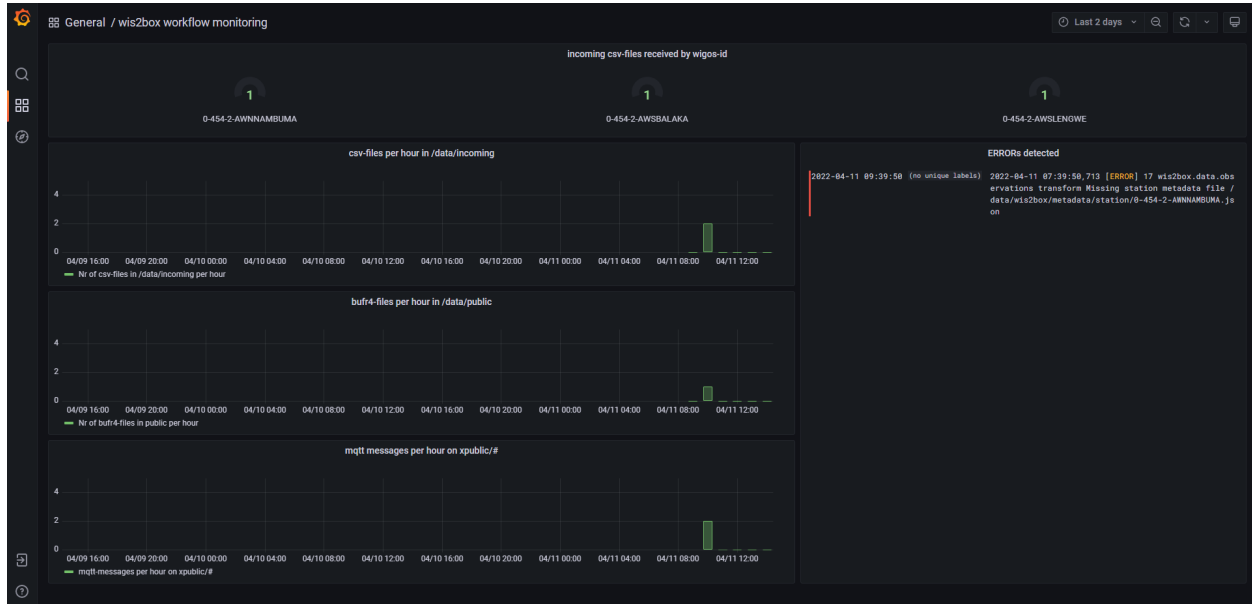 General / wis2box workflow monitoring
Last 2 days
incoming csv-files received by wigos-id
1
1
1
0-454-2-AWNNAMBUMA
0-454-2-AWSBALAKA
0-454-2-AWSLENGWE
csv-files per hour in /data/incoming
4
2
0
04/09 16:00 04/09 20:00 04/10 00:00 04/10 04:00 04/10 08:00 04/10 12:00 04/10 16:00 04/10 20:00 04/11 00:00 04/11 04:00 04/11 08:00 04/11 12:00
Nr of csv-files in /data/incoming per hour
bufr4-files per hour in /data/public
4
2
0
04/09 16:00 04/09 20:00 04/10 00:00 04/10 04:00 04/10 08:00 04/10 12:00 04/10 16:00 04/10 20:00 04/11 00:00 04/11 04:00 04/11 08:00 04/11 12:00
Nr of bufr4-files in public per hour
mqtt messages per hour on xpublic/#
4
2
0
04/09 16:00 04/09 20:00 04/10 00:00 04/10 04:00 04/10 08:00 04/10 12:00 04/10 16:00 04/10 20:00 04/11 00:00 04/11 04:00 04/11 08:00 04/11 12:00
mqtt-messages per hour on xpublic/#
ERRORs detected
2022-04-11 09:39:50 (no unique labels) 2022-04-11 07:39:50,713 [ERROR] 17 wis2box.data.obs
ervations transform Missing station metadata file /
data/wis2box/metadata/station/0-454-2-AWNNAMBUMA.js
on